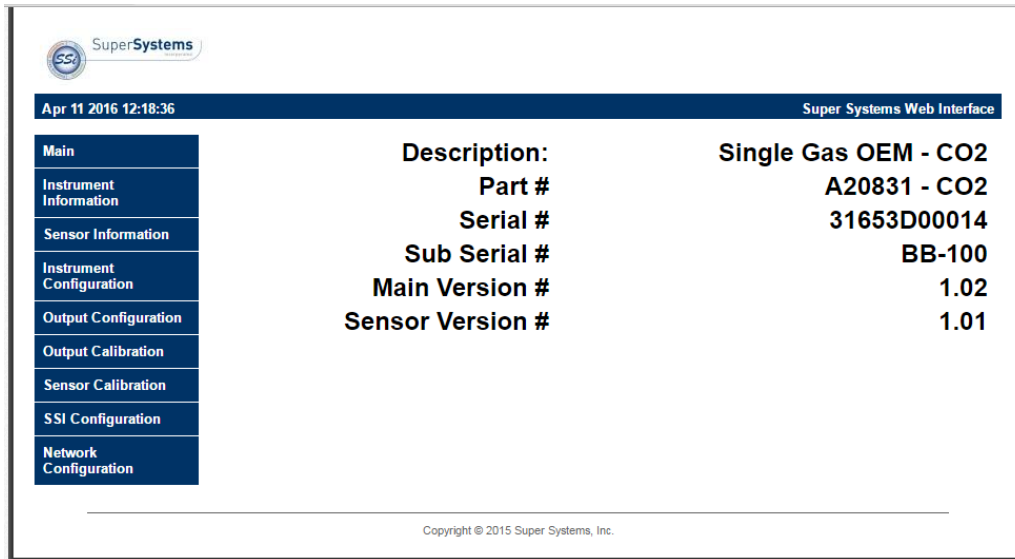 SSi
SuperSystems
Apr 11 2016 12:18:36
Super Systems Web Interface
Main
Instrument
Information
Sensor Information
Instrument
Configuration
Output Configuration
Output Calibration
Sensor Calibration
SSI Configuration
Network
Configuration
Description: Single Gas OEM - CO2
Part # A20831 - CO2
Serial # 31653D00014
Sub Serial # BB-100
Main Version # 1.02
Sensor Version # 1.01
Copyright © 2015 Super Systems, Inc.